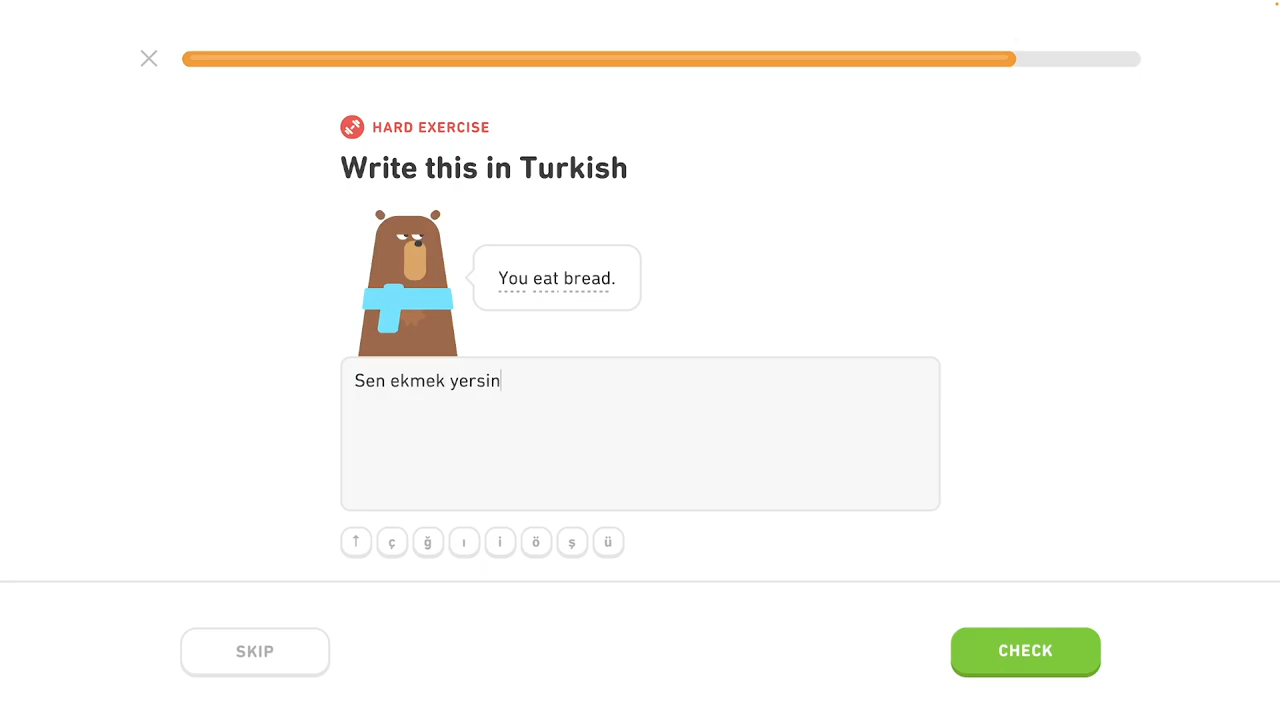 HARD EXERCISE
Write this in Turkish
You eat bread.
Sen ekmek yersin
↑ ç ğ ı i ö ş ü
SKIP
CHECK